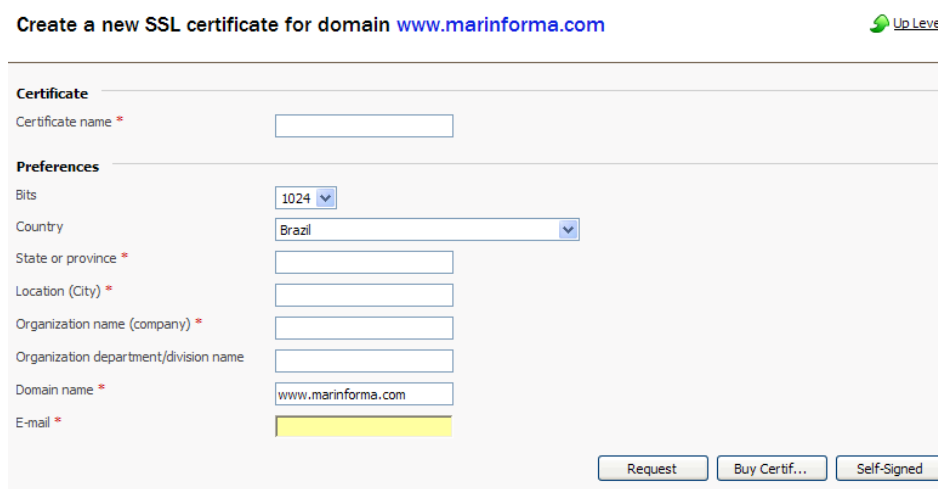 Create a new SSL certificate for domain www.marinforma.com
Up Leve
Certificate
Certificate name *
Preferences
Bits 1024
Country Brazil
State or province *
Location (City) *
Organization name (company) *
Organization department/division name
Domain name * www.marinforma.com
E-mail *
Request Buy Certif... Self-Signed